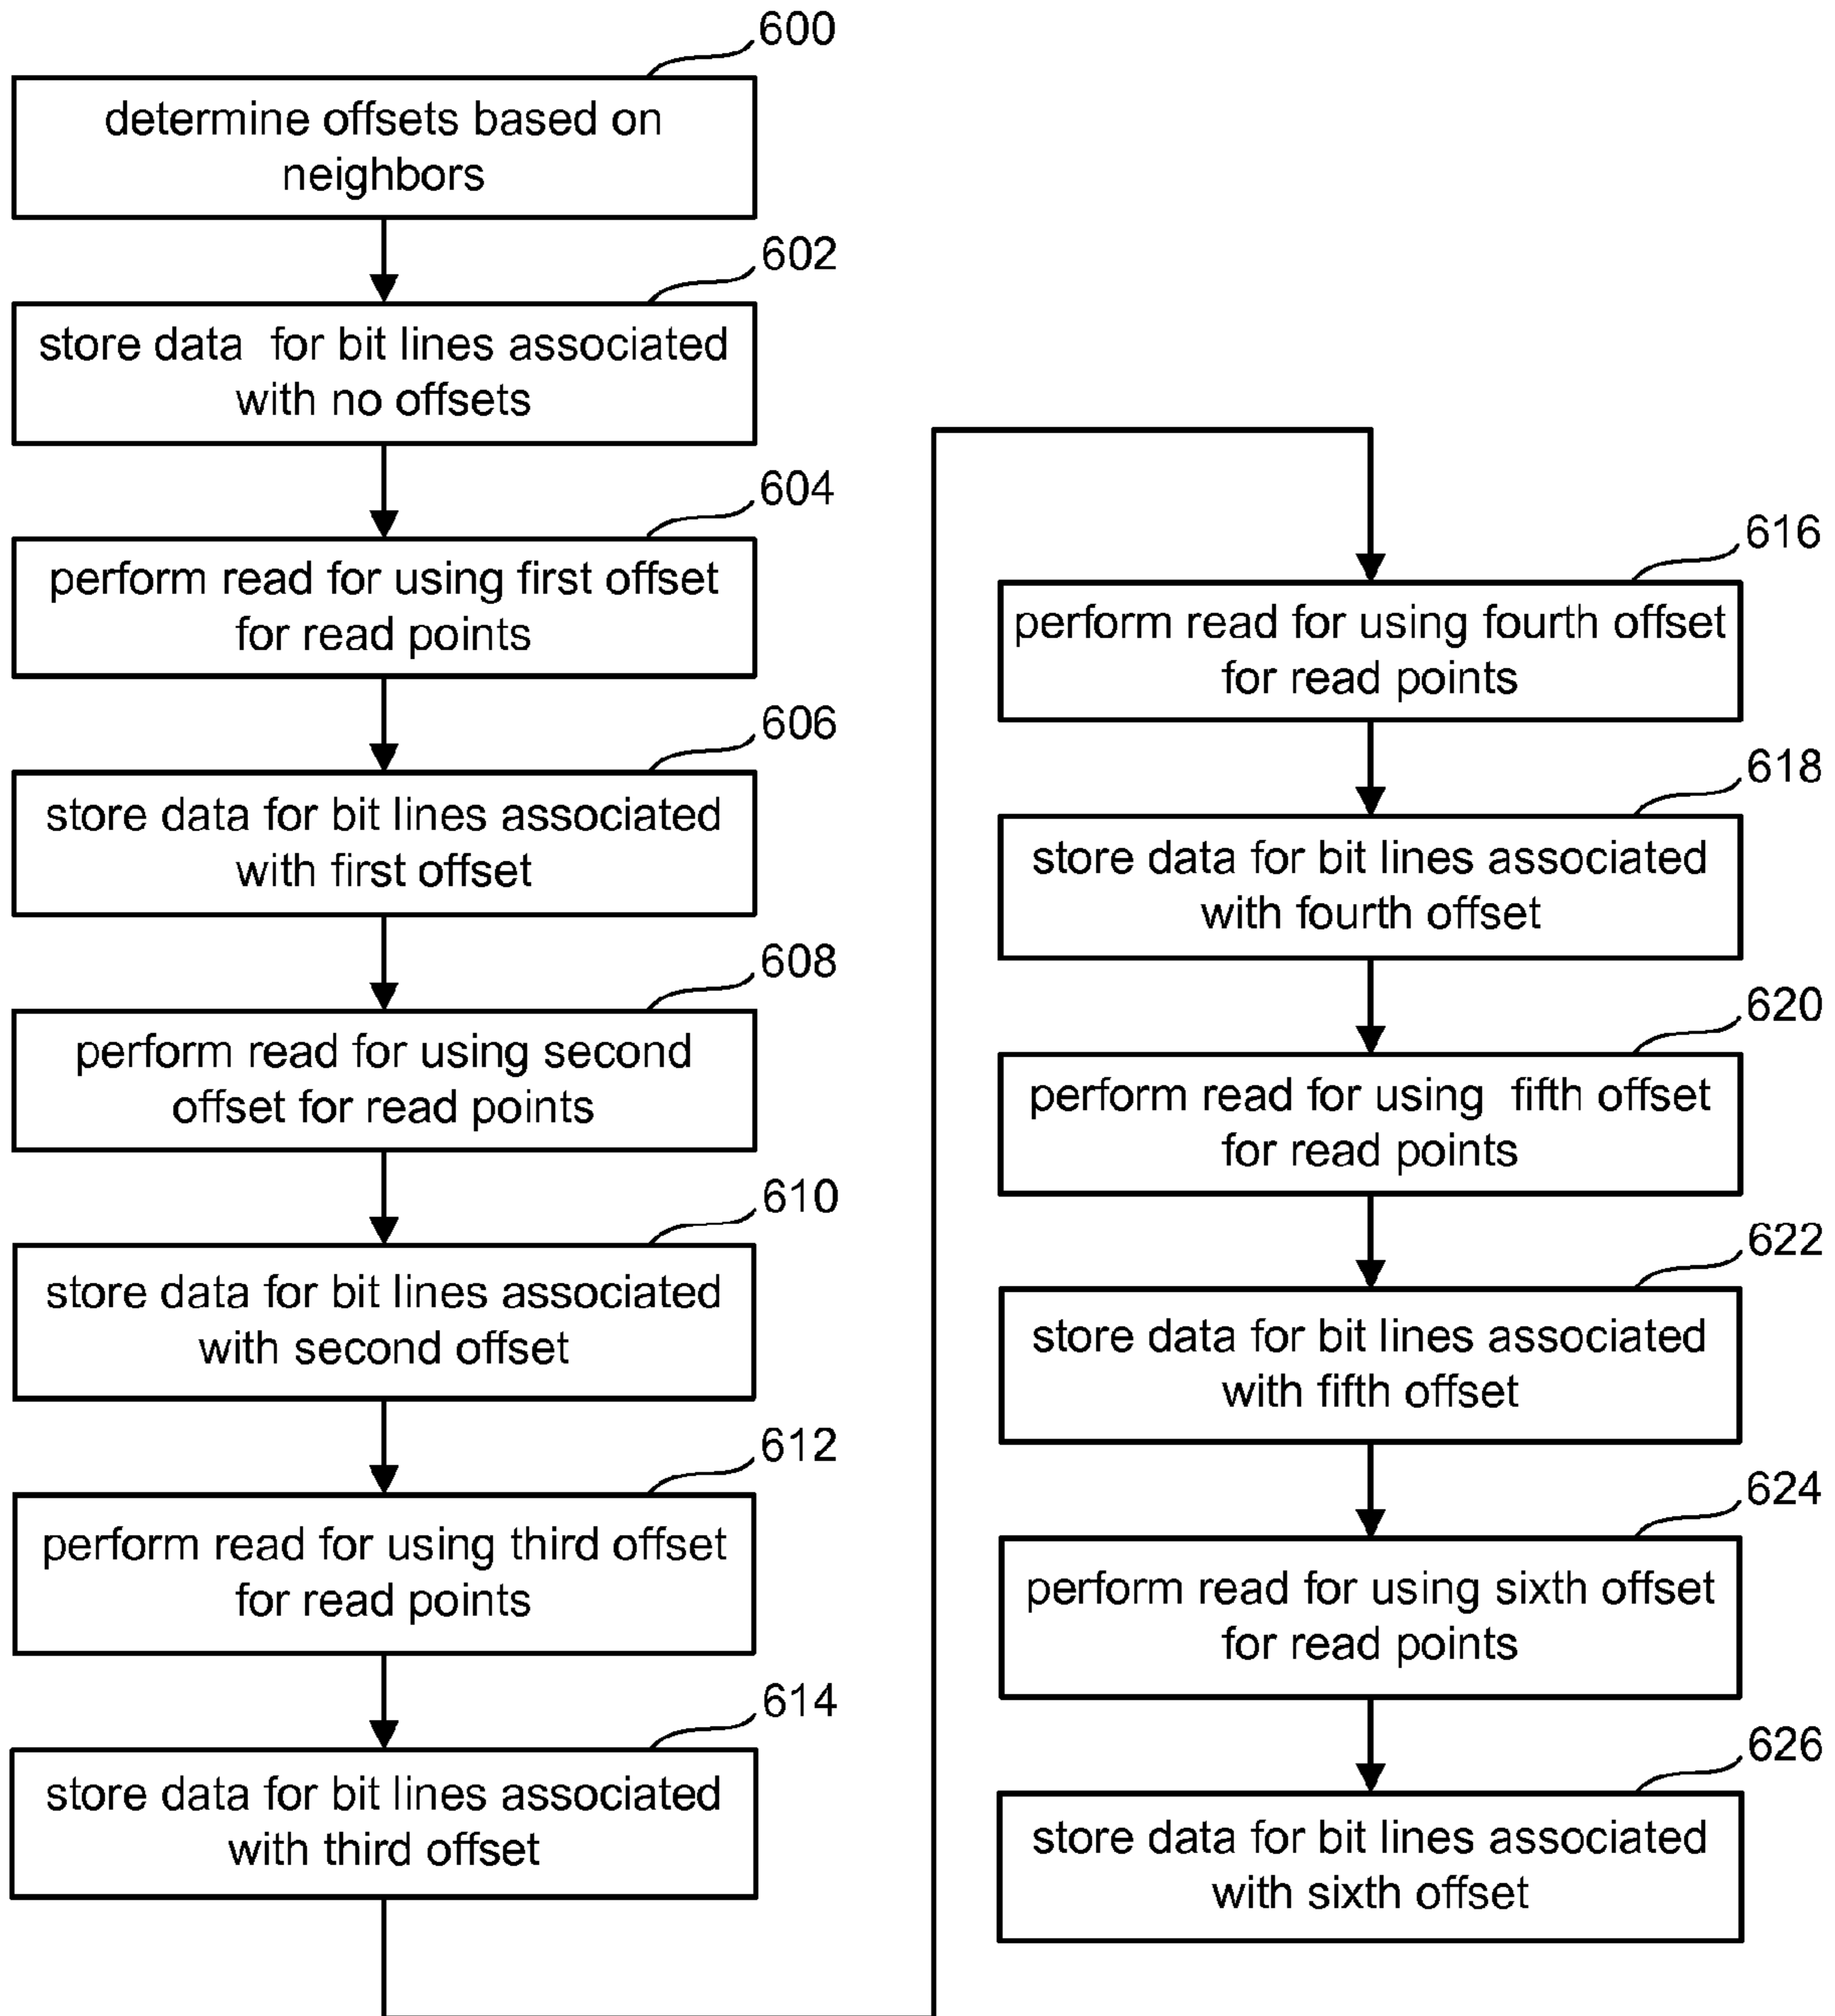 600
determine offsets based on
neighbors
602
store data for bit lines associated
with no offsets
604
perform read for using first offset
for read points
606
store data for bit lines associated
with first offset
608
perform read for using second
offset for read points
610
store data for bit lines associated
with second offset
612
perform read for using third offset
for read points
614
store data for bit lines associated
with third offset
616
perform read for using fourth offset
for read points
618
store data for bit lines associated
with fourth offset
620
perform read for using fifth offset
for read points
622
store data for bit lines associated
with fifth offset
624
perform read for using sixth offset
for read points
626
store data for bit lines associated
with sixth offset